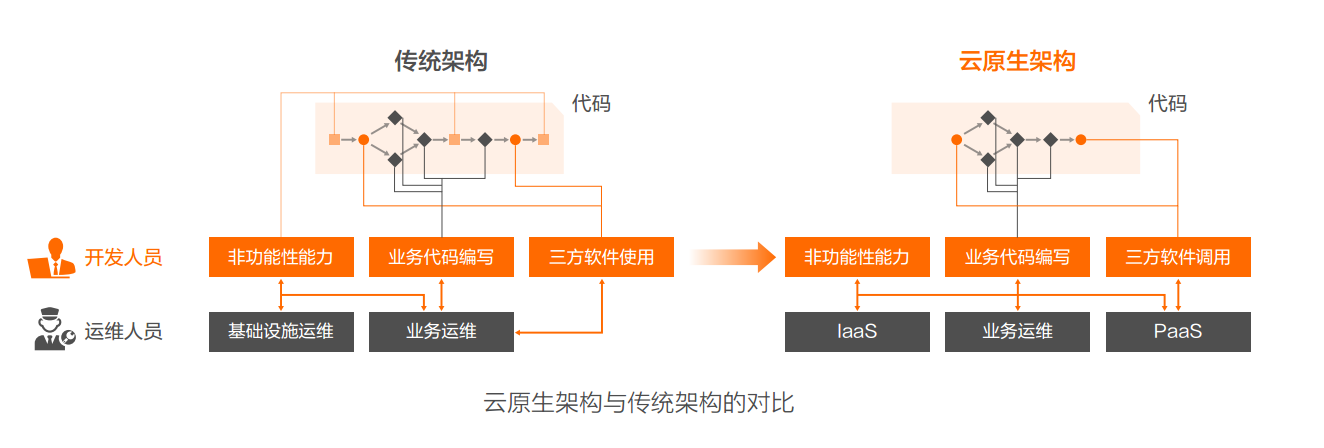 传统架构
云原生架构
代码
代码
开发人员
非功能性能力
业务代码编写
三方软件使用
非功能性能力
业务代码编写
三方软件调用
运维人员
基础设施运维
业务运维
IaaS
业务运维
PaaS
云原生架构与传统架构的对比